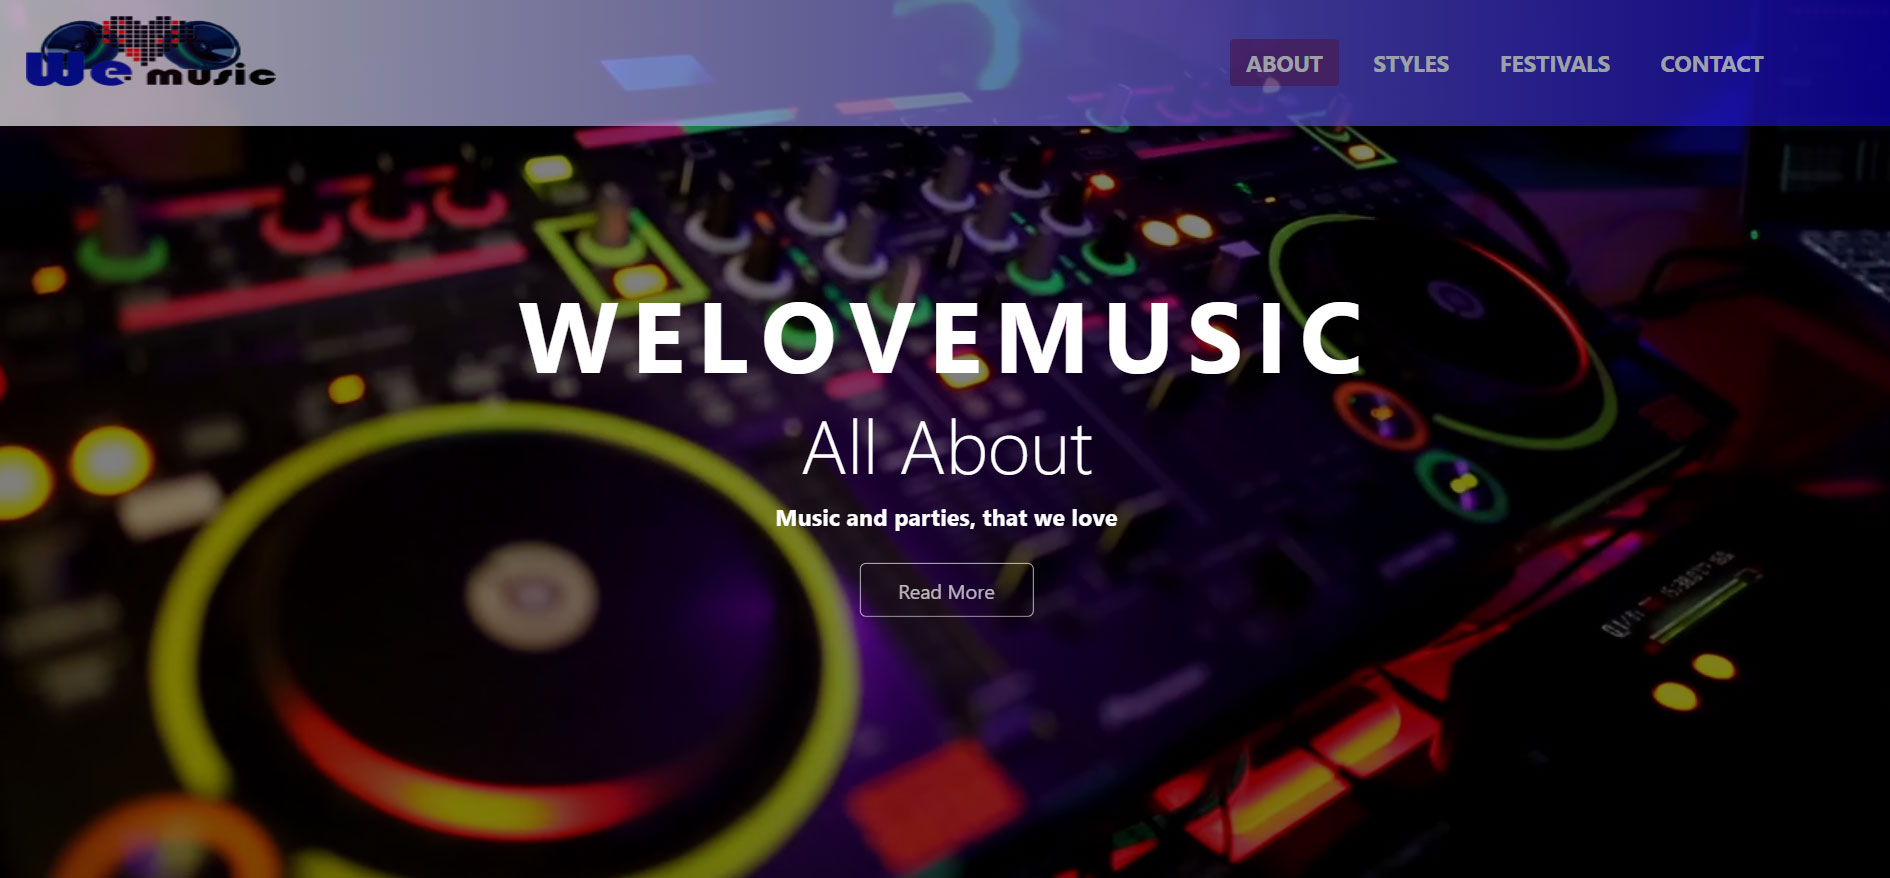 We music
ABOUT
STYLES
FESTIVALS
CONTACT
WELOVEMUSIC
All About
Music and parties, that we love
Read More